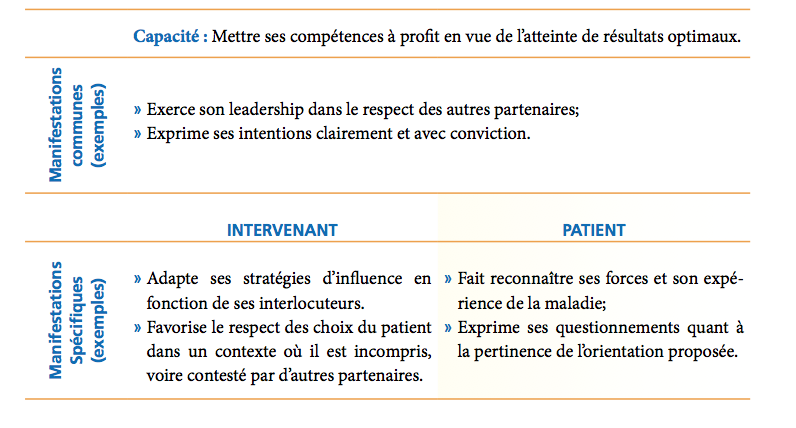 Capacité : Mettre ses compétences à profit en vue de l'atteinte de résultats optimaux.
Manifestations
communes
(exemples)
» Exerce son leadership dans le respect des autres partenaires;
» Exprime ses intentions clairement et avec conviction.
INTERVENANT
PATIENT
Manifestations
Spécifiques
(exemples)
» Adapte ses stratégies d'influence en
fonction de ses interlocuteurs.
» Favorise le respect des choix du patient
dans un contexte où il est incompris,
voire contesté par d'autres partenaires.
» Fait reconnaître ses forces et son expé-
rience de la maladie;
» Exprime ses questionnements quant à
la pertinence de l'orientation proposée.